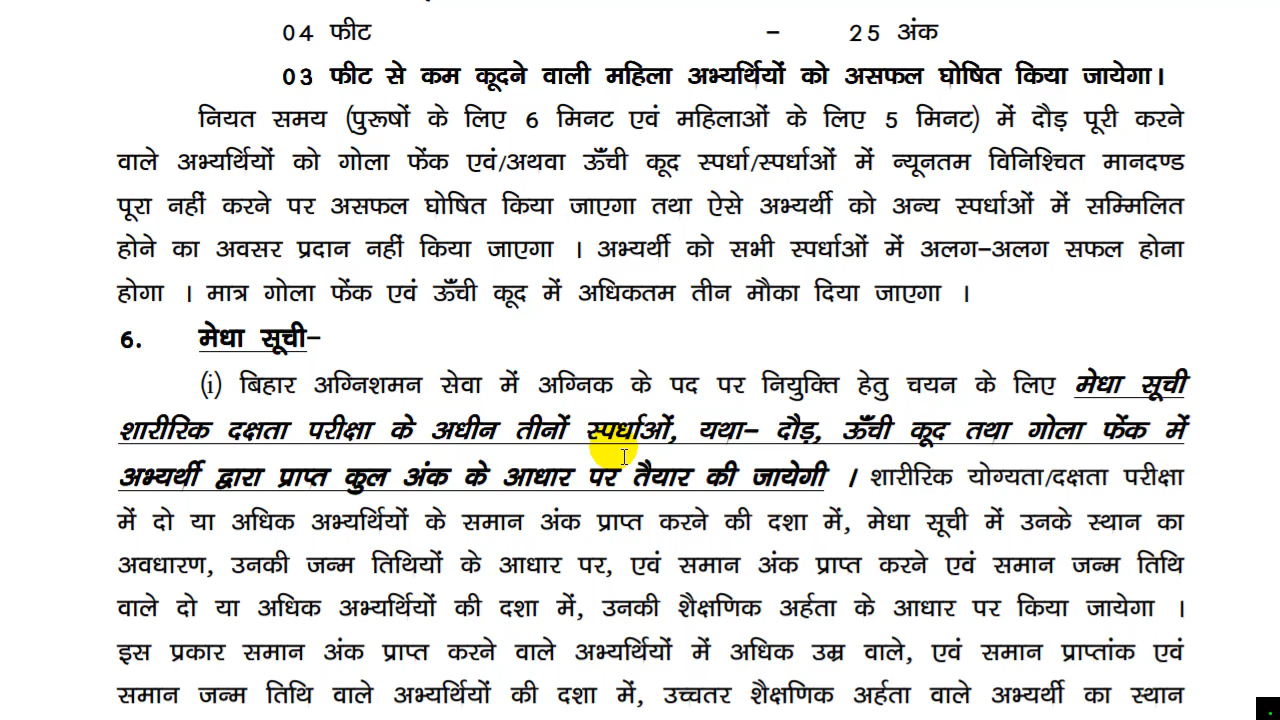 04 फीट - 25 अंक
03 फीट से कम कूदने वाली महिला अभ्यर्थियों को असफल घोषित किया जायेगा।
नियत समय (पुरूषों के लिए 6 मिनट एवं महिलाओं के लिए 5 मिनट) में दौड़ पूरी करने
वाले अभ्यर्थियों को गोला फेंक एवं/अथवा ऊँची कूद स्पर्धा/स्पर्धाओं में न्यूनतम विनिश्चित मानदण्ड
पूरा नहीं करने पर असफल घोषित किया जाएगा तथा ऐसे अभ्यर्थी को अन्य स्पर्धाओं में सम्मिलित
होने का अवसर प्रदान नहीं किया जाएगा । अभ्यर्थी को सभी स्पर्धाओं में अलग-अलग सफल होना
होगा । मात्र गोला फेंक एवं ऊँची कूद में अधिकतम तीन मौका दिया जाएगा ।
6. मेधा सूची-
(i) बिहार अग्निशमन सेवा में अग्निक के पद पर नियुक्ति हेतु चयन के लिए मेधा सूची
शारीरिक दक्षता परीक्षा के अधीन तीनों स्पर्धाओं, यथा- दौड़, ऊँची कूद तथा गोला फेंक में
अभ्यर्थी द्वारा प्राप्त कुल अंक के आधार पर तैयार की जायेगी । शारीरिक योग्यता/दक्षता परीक्षा
में दो या अधिक अभ्यर्थियों के समान अंक प्राप्त करने की दशा में, मेधा सूची में उनके स्थान का
अवधारण, उनकी जन्म तिथियों के आधार पर, एवं समान अंक प्राप्त करने एवं समान जन्म तिथि
वाले दो या अधिक अभ्यर्थियों की दशा में, उनकी शैक्षणिक अर्हता के आधार पर किया जायेगा ।
इस प्रकार समान अंक प्राप्त करने वाले अभ्यर्थियों में अधिक उम्र वाले, एवं समान प्राप्तांक एवं
समान जन्म तिथि वाले अभ्यर्थियों की दशा में, उच्चतर शैक्षणिक अर्हता वाले अभ्यर्थी का स्थान